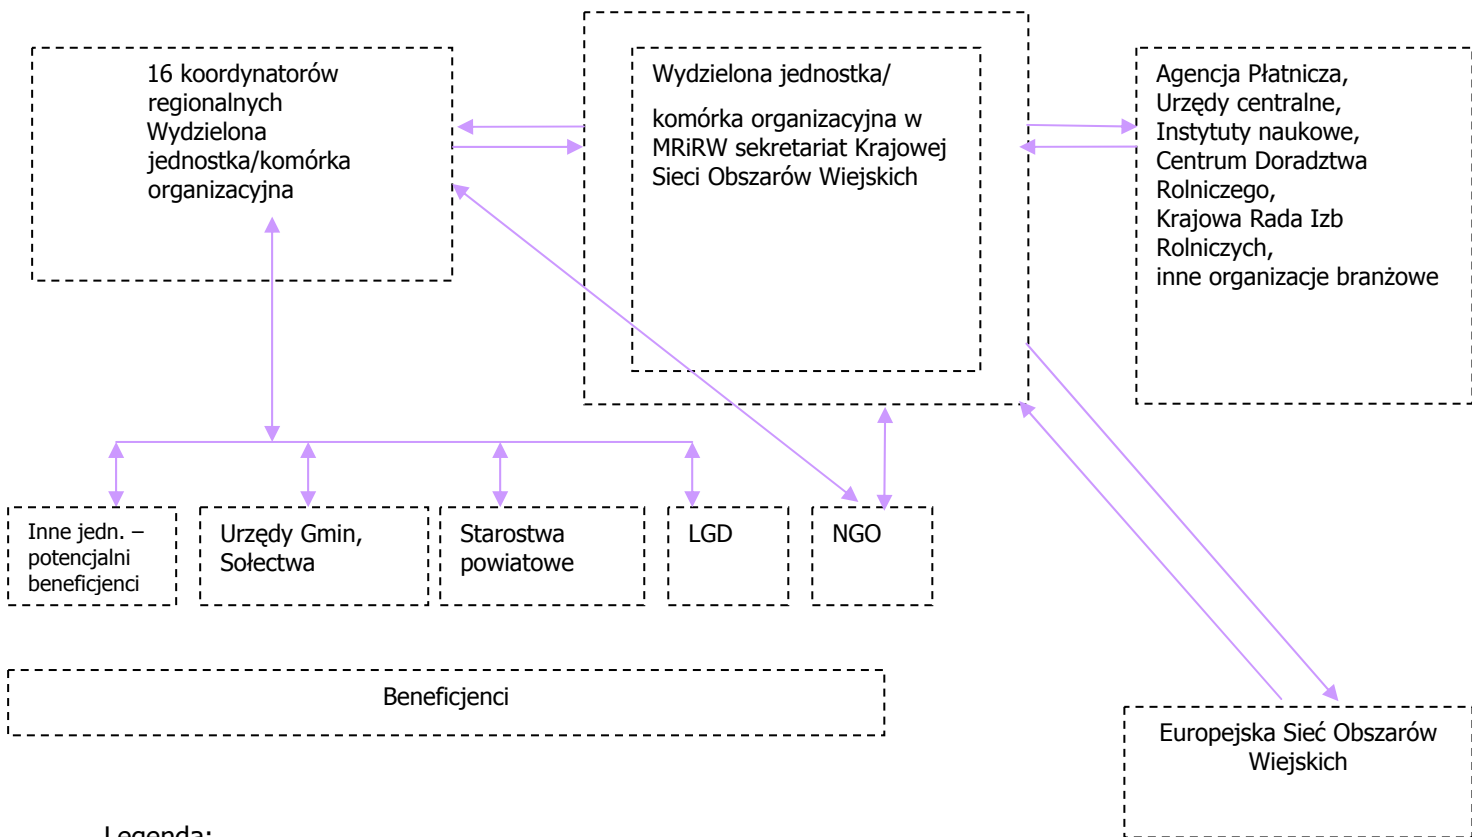 16 koordynatorów
regionalnych
Wydzielona
jednostka/komórka
organizacyjna
Wydzielona jednostka/
komórka organizacyjna w
MRiRW sekretariat Krajowej
Sieci Obszarów Wiejskich
Agencja Płatnicza,
Urzędy centralne,
Instytuty naukowe,
Centrum Doradztwa
Rolniczego,
Krajowa Rada Izb
Rolniczych,
inne organizacje branżowe
Inne jedn. –
potencjalni
beneficjenci
Urzędy Gmin,
Sołectwa
Starostwa
powiatowe
LGD
NGO
Beneficjenci
Europejska Sieć Obszarów
Wiejskich
Legenda: